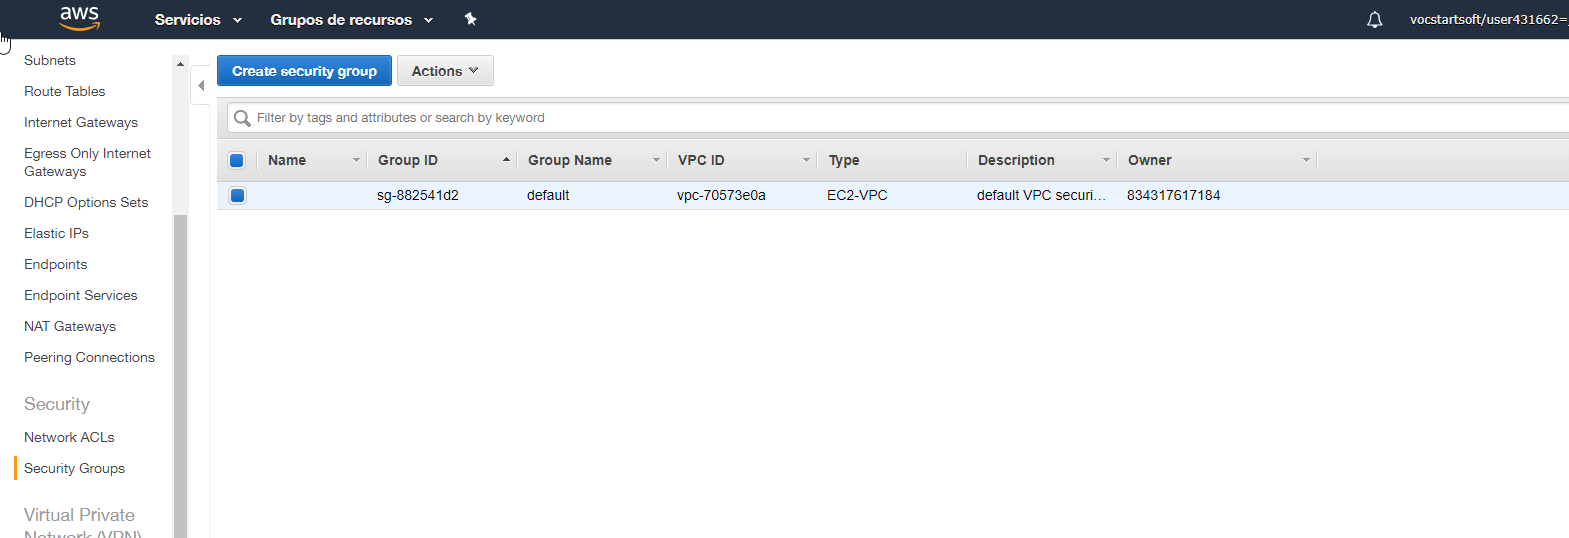 aws Servicios Grupos de recursos vocstartsoft/user431662=
Subnets
Route Tables
Internet Gateways
Egress Only Internet
Gateways
DHCP Options Sets
Elastic IPs
Endpoints
Endpoint Services
NAT Gateways
Peering Connections
Security
Network ACLs
Security Groups
Virtual Private
Network (VPN)
Create security group Actions
Filter by tags and attributes or search by keyword
Name Group ID Group Name VPC ID Type Description Owner
sg-882541d2 default vpc-70573e0a EC2-VPC default VPC securi... 834317617184